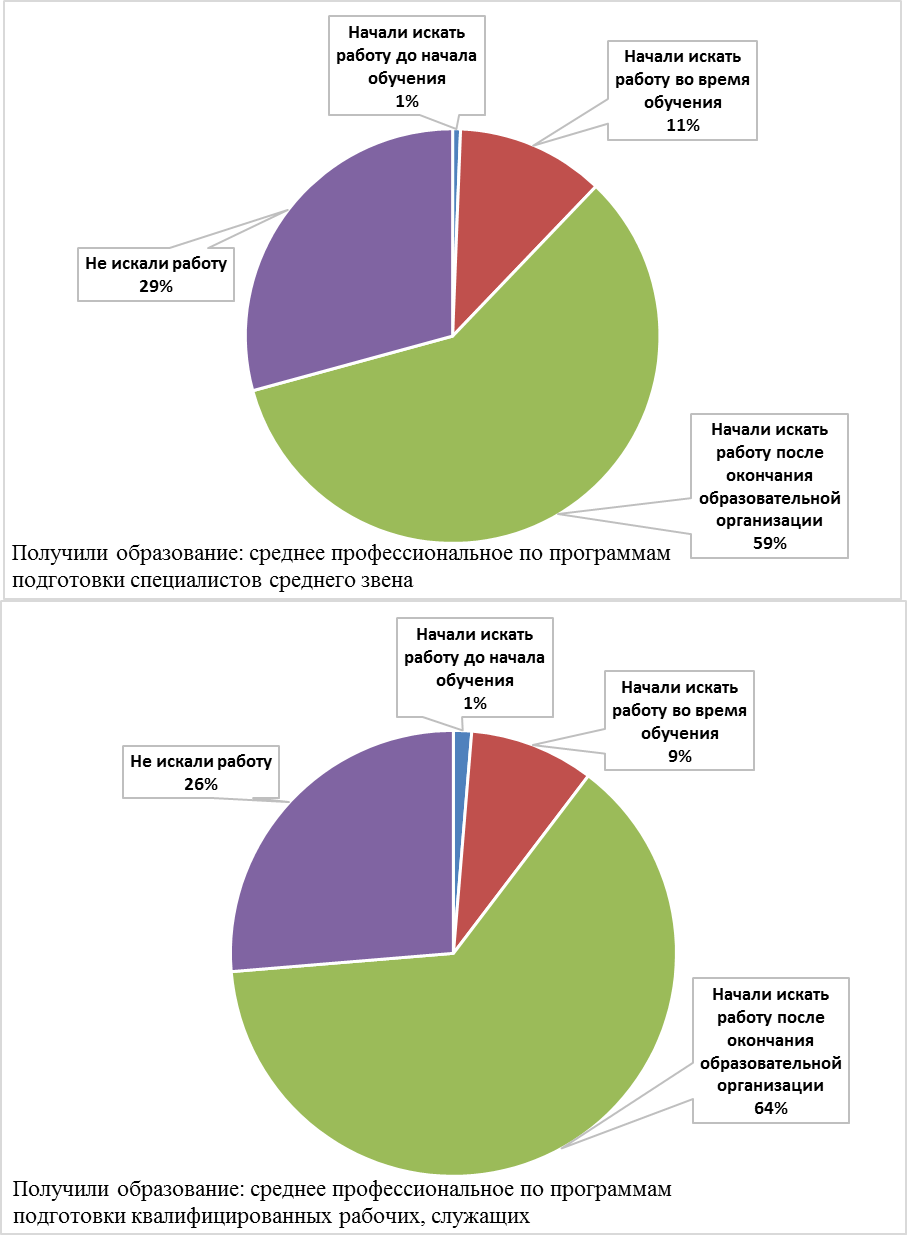 Начали искать
работу до начала
обучения
1%
Начали искать
работу во время
обучения
11%
Не искали работу
29%
Начали искать
работу после
окончания
образовательной
организации
59%
Получили образование: среднее профессиональное по программам
подготовки специалистов среднего звена
Начали искать
работу до начала
обучения
1%
Начали искать
работу во время
обучения
9%
Не искали работу
26%
Начали искать
работу после
окончания
образовательной
организации
64%
Получили образование: среднее профессиональное по программам
подготовки квалифицированных рабочих, служащих